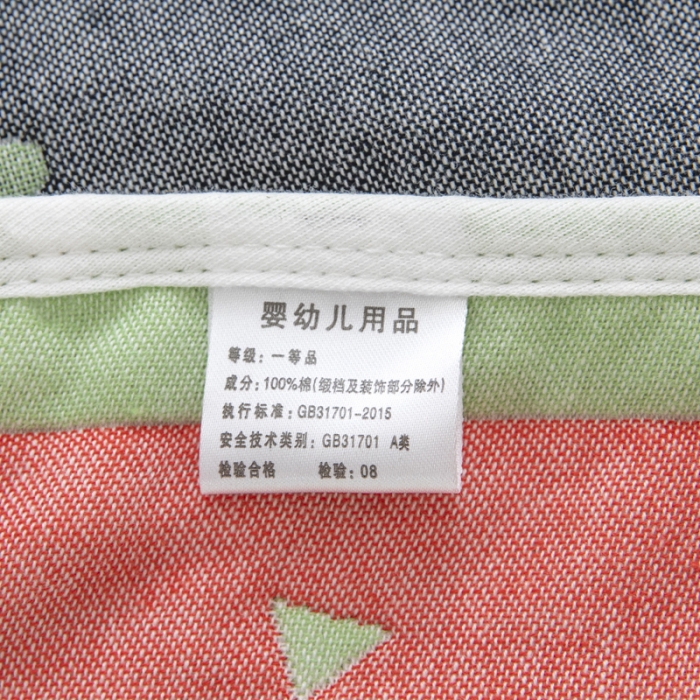 婴幼儿用品
等级：一等品
成分：100%棉(缎档及装饰部分除外)
执行标准：GB31701-2015
安全技术类别：GB31701 A类
检验合格 检验：08